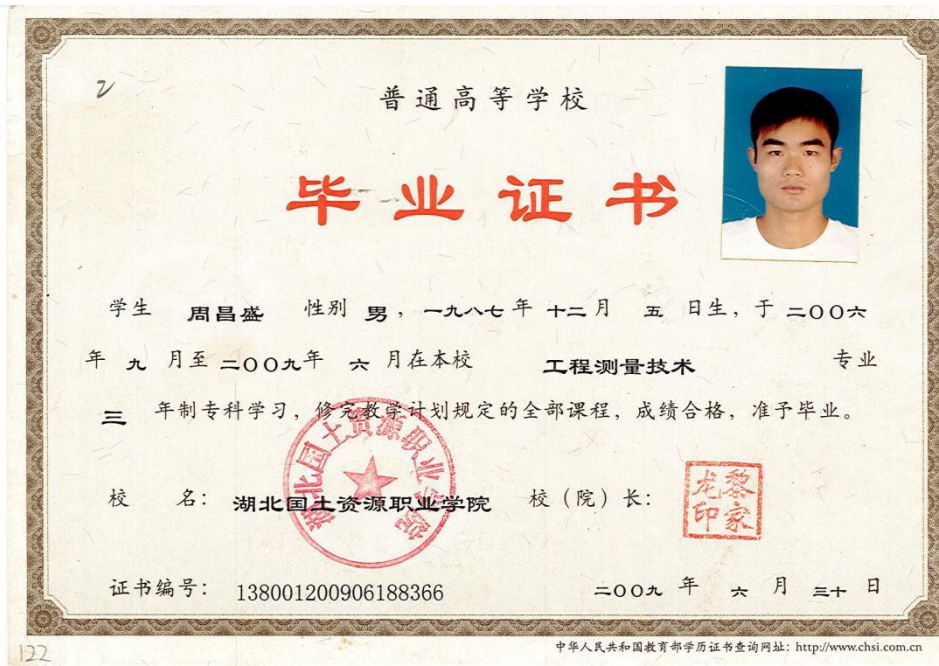 2
普通高等学校
毕业证书
学生 周昌盛 性别 男，一九八七年 十二月 五 日生，于 二〇〇六
年 九 月至 二〇〇九年 六 月在本校 工程测量技术 专业
三 年制专科学习，修完教学计划规定的全部课程，成绩合格，准予毕业。
湖北国土资源职业学院
校 名：湖北国土资源职业学院 校（院）长：
黎家龙印
证书编号：138001200906188366 二〇〇九 年 六 月 三十 日
122
中华人民共和国教育部学历证书查询网址：http://www.chsi.com.cn